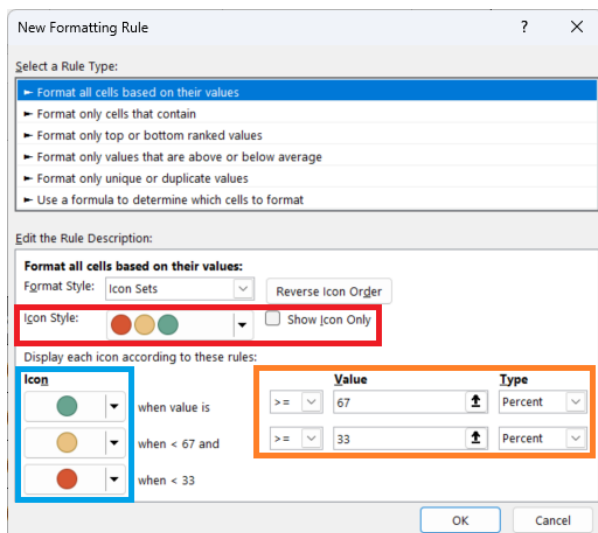 New Formatting Rule ? ×
Select a Rule Type:
► Format all cells based on their values
► Format only cells that contain
► Format only top or bottom ranked values
► Format only values that are above or below average
► Format only unique or duplicate values
► Use a formula to determine which cells to format
Edit the Rule Description:
Format all cells based on their values:
Format Style: Icon Sets Reverse Icon Order
Icon Style: Show Icon Only
Display each icon according to these rules:
Icon Value Type
when value is >= 67 Percent
when < 67 and >= 33 Percent
when < 33
OK Cancel